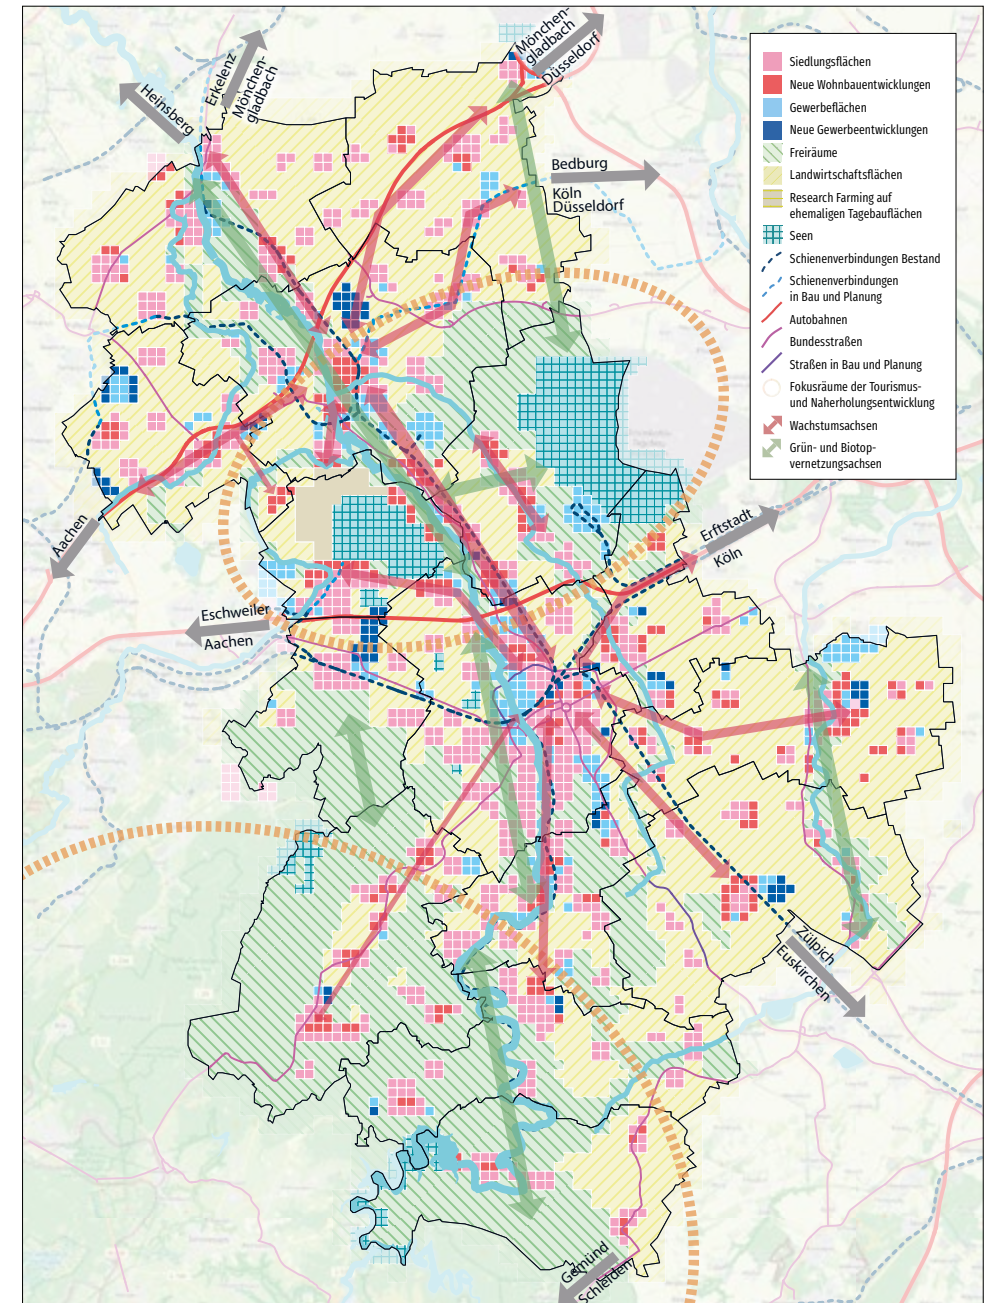 Mönchen-
gladbach
Düsseldorf
Erkelenz
Mönchen-
gladbach
Heinsberg
Bedburg
Köln
Düsseldorf
Siedlungsflächen
Neue Wohnbauentwicklungen
Gewerbeflächen
Neue Gewerbeentwicklungen
Freiräume
Landwirtschaftsflächen
Research Farming auf
ehemaligen Tagebauflächen
Seen
Schienenverbindungen Bestand
Schienenverbindungen
in Bau und Planung
Autobahnen
Bundesstraßen
Straßen in Bau und Planung
Fokusräume der Tourismus-
und Naherholungsentwicklung
Wachstumsachsen
Grün- und Biotop-
vernetzungsachsen
Aachen
Erftstadt
Köln
Eschweiler
Aachen
Zülpich
Euskirchen
Gemünd
Schleiden